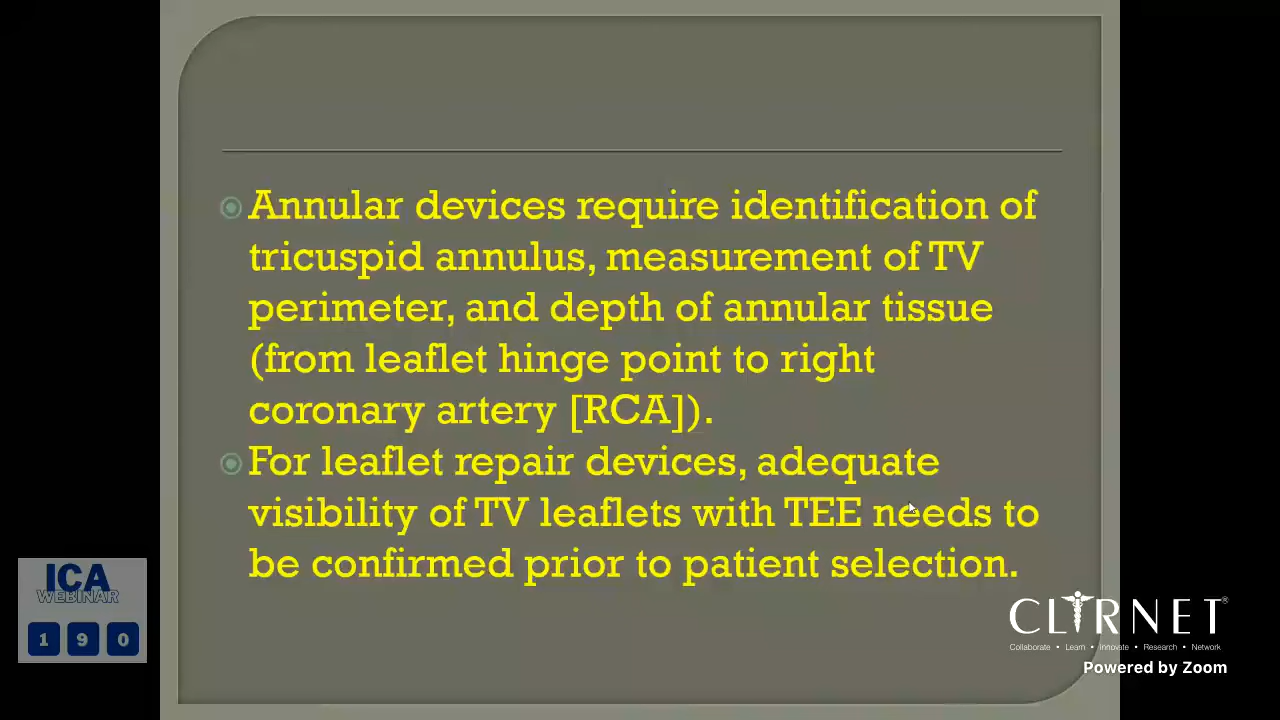 Annular devices require identification of
tricuspid annulus, measurement of TV
perimeter, and depth of annular tissue
(from leaflet hinge point to right
coronary artery [RCA]).
For leaflet repair devices, adequate
visibility of TV leaflets with TEE needs to
be confirmed prior to patient selection.
ICA
WEBINAR
1 9 0
CLIRNET®
Collaborate • Learn • Innovate • Research • Network
Powered by Zoom